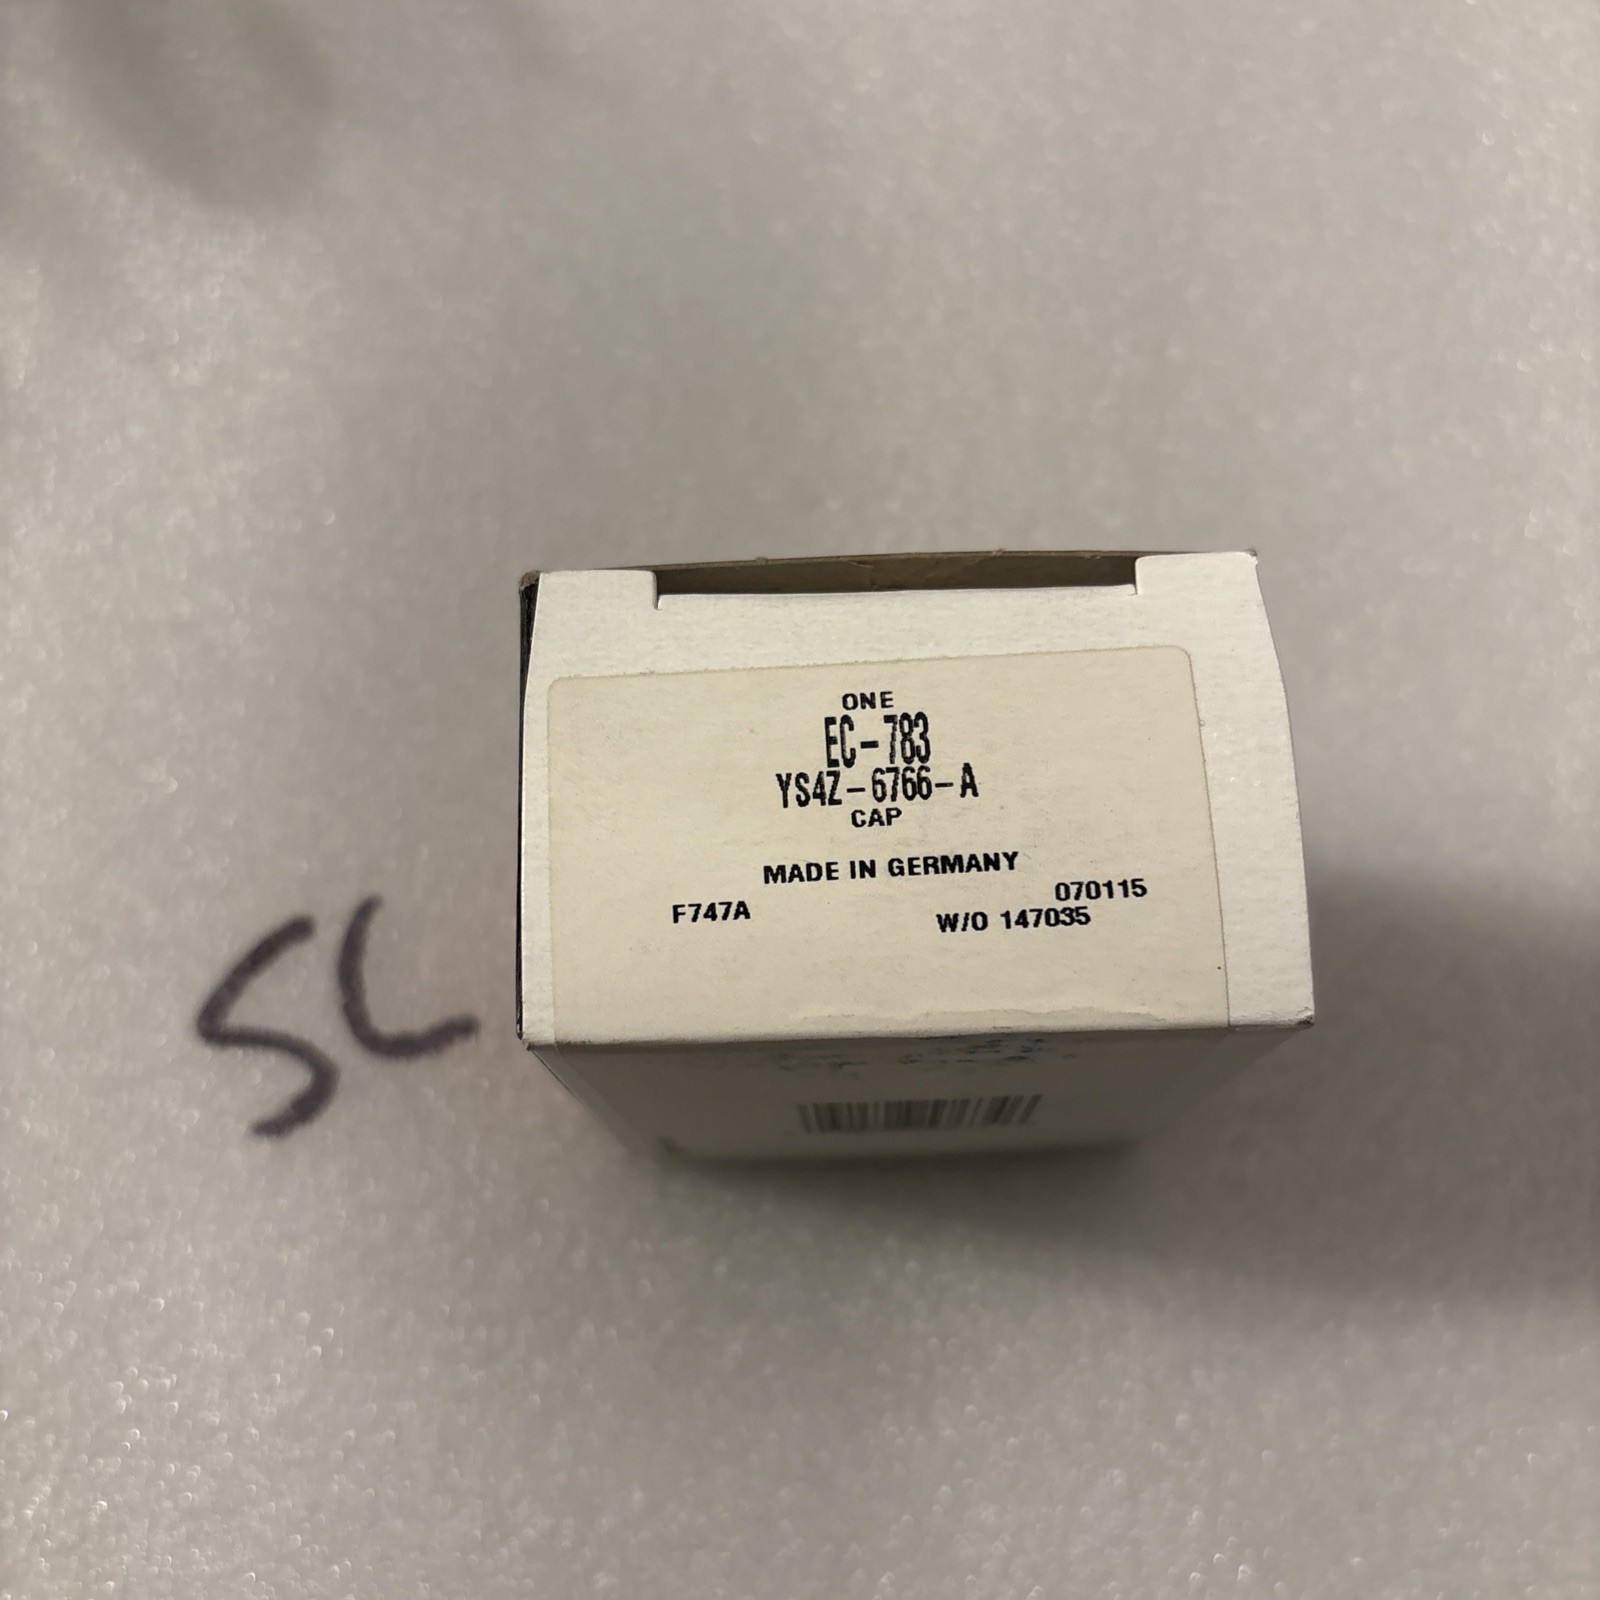 ONE
EC-783
YS4Z-6766-A
CAP
MADE IN GERMANY
070115
F747A
W/O 147035
SL